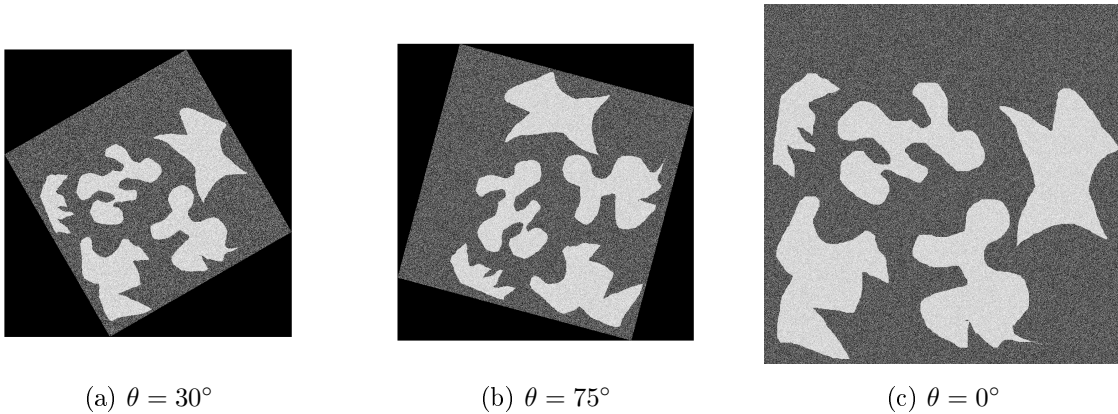 (a) θ = 30° (b) θ = 75° (c) θ = 0°